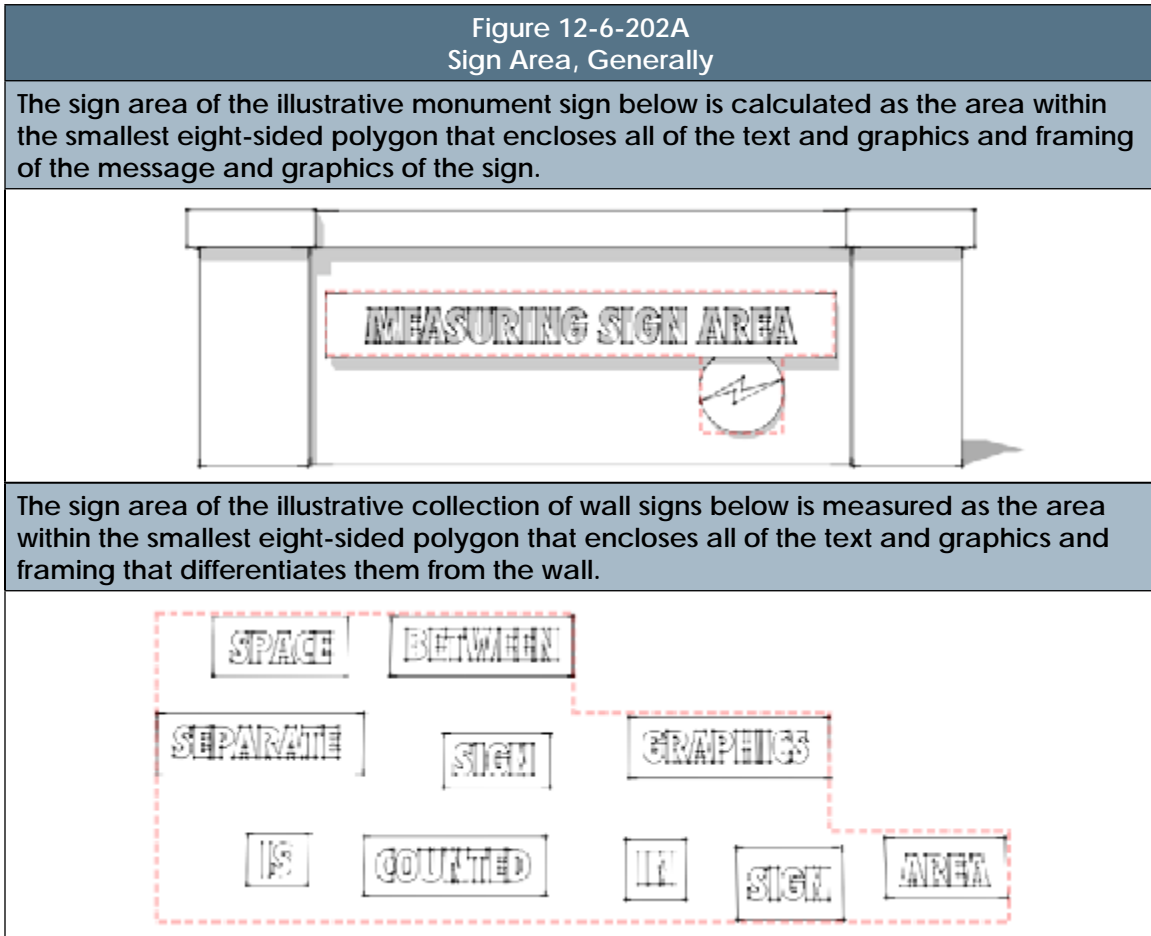 Figure 12-6-202A
Sign Area, Generally
The sign area of the illustrative monument sign below is calculated as the area within
the smallest eight-sided polygon that encloses all of the text and graphics and framing
of the message and graphics of the sign.
MEASURING SIGN AREA
The sign area of the illustrative collection of wall signs below is measured as the area
within the smallest eight-sided polygon that encloses all of the text and graphics and
framing that differentiates them from the wall.
SPACE BETWEEN
SEPARATE SIGN GRAPHICS
IS COUNTED IN SIGN AREA